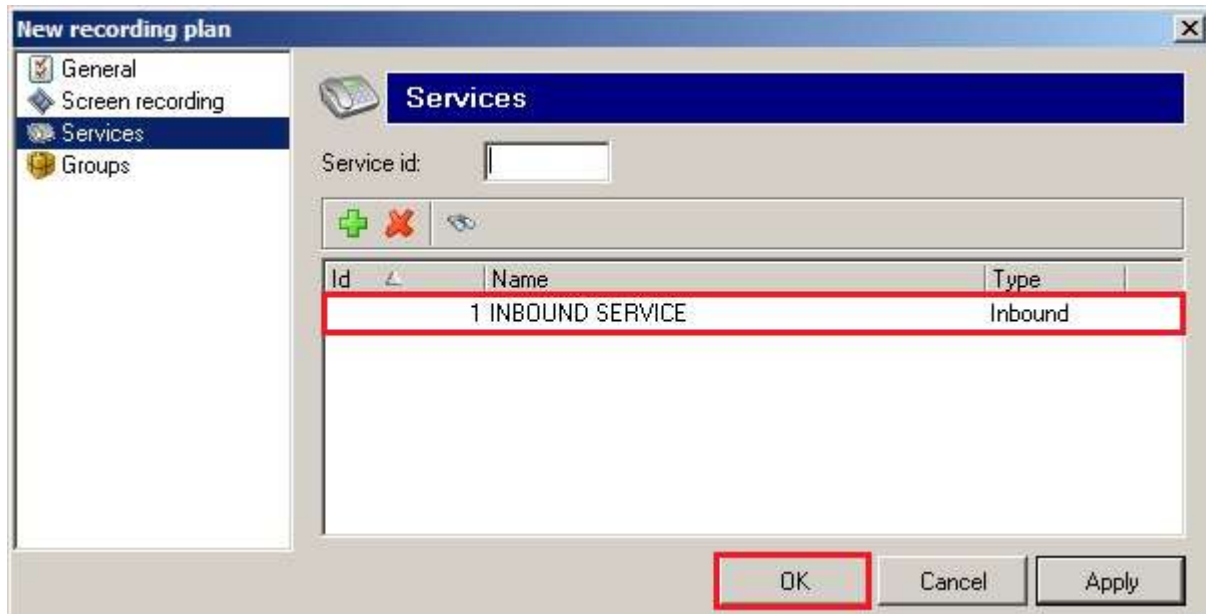 New recording plan
General
Screen recording
Services
Groups
Services
Service id:
Id Name Type
1 INBOUND SERVICE Inbound
OK Cancel Apply